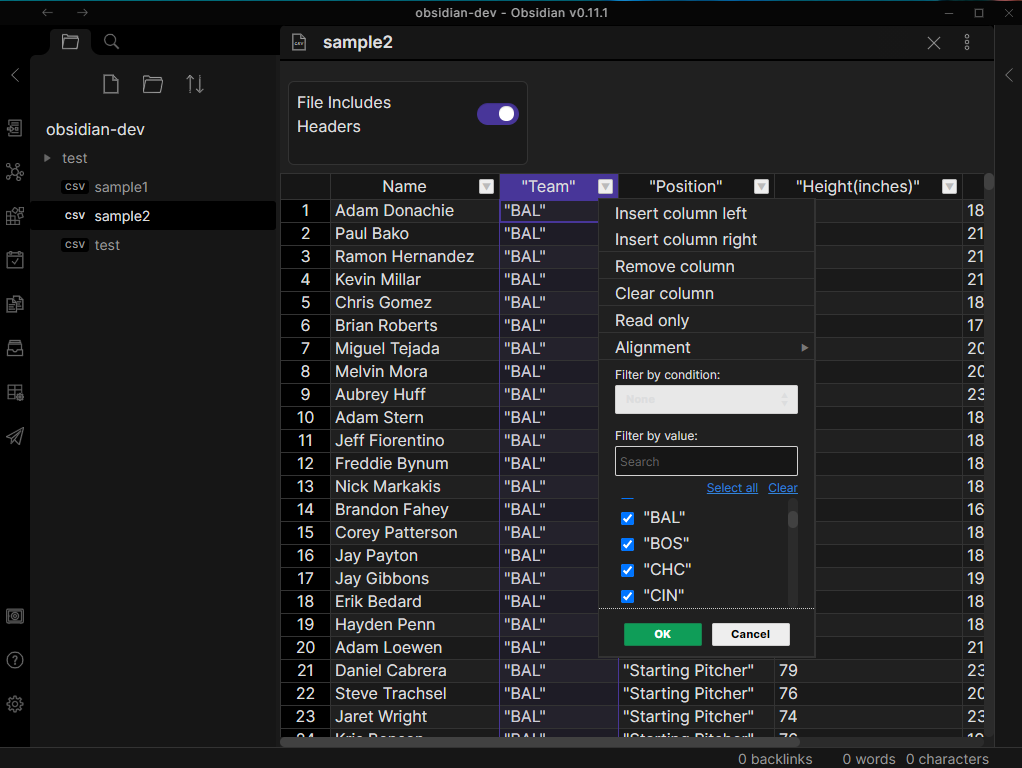 obsidian-dev - Obsidian v0.11.1
sample2
obsidian-dev
test
csv sample1
csv sample2
csv test
File Includes
Headers
Name "Team" "Position" "Height(inches)"
1 Adam Donachie "BAL" 18
2 Paul Bako "BAL" 21
3 Ramon Hernandez "BAL" 21
4 Kevin Millar "BAL" 21
5 Chris Gomez "BAL" 18
6 Brian Roberts "BAL" 17
7 Miguel Tejada "BAL" 20
8 Melvin Mora "BAL" 20
9 Aubrey Huff "BAL" 23
10 Adam Stern "BAL" 18
11 Jeff Fiorentino "BAL" 18
12 Freddie Bynum "BAL" 18
13 Nick Markakis "BAL" 18
14 Brandon Fahey "BAL" 16
15 Corey Patterson "BAL" 18
16 Jay Payton "BAL" 18
17 Jay Gibbons "BAL" 19
18 Erik Bedard "BAL" 18
19 Hayden Penn "BAL" 18
20 Adam Loewen "BAL" 21
21 Daniel Cabrera "BAL" "Starting Pitcher" 79 23
22 Steve Trachsel "BAL" "Starting Pitcher" 76 20
23 Jaret Wright "BAL" "Starting Pitcher" 74 23
Insert column left
Insert column right
Remove column
Clear column
Read only
Alignment
Filter by condition:
None
Filter by value:
Search
Select all Clear
"BAL"
"BOS"
"CHC"
"CIN"
OK Cancel
0 backlinks 0 words 0 characters